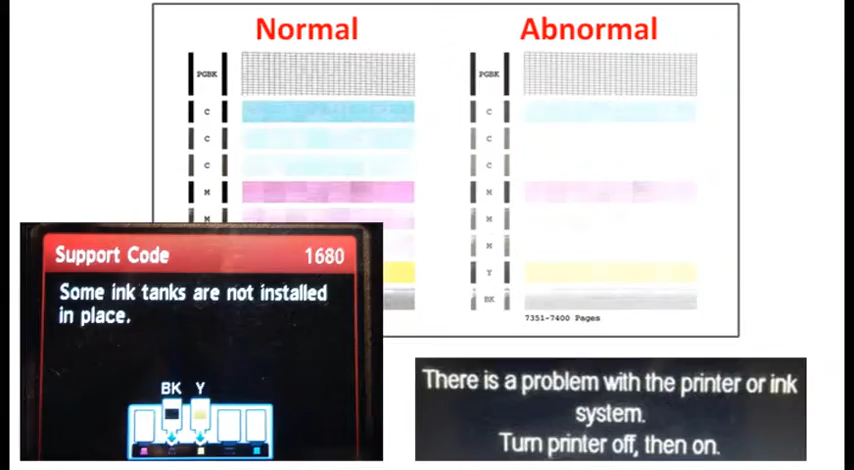 Normal
Abnormal
PGBK
PGBK
C
C
C
C
C
C
M
M
M
M
M
Y
BK
7351-7400 Pages
Support Code 1680
Some ink tanks are not installed
in place.
BK Y
There is a problem with the printer or ink
system.
Turn printer off, then on.